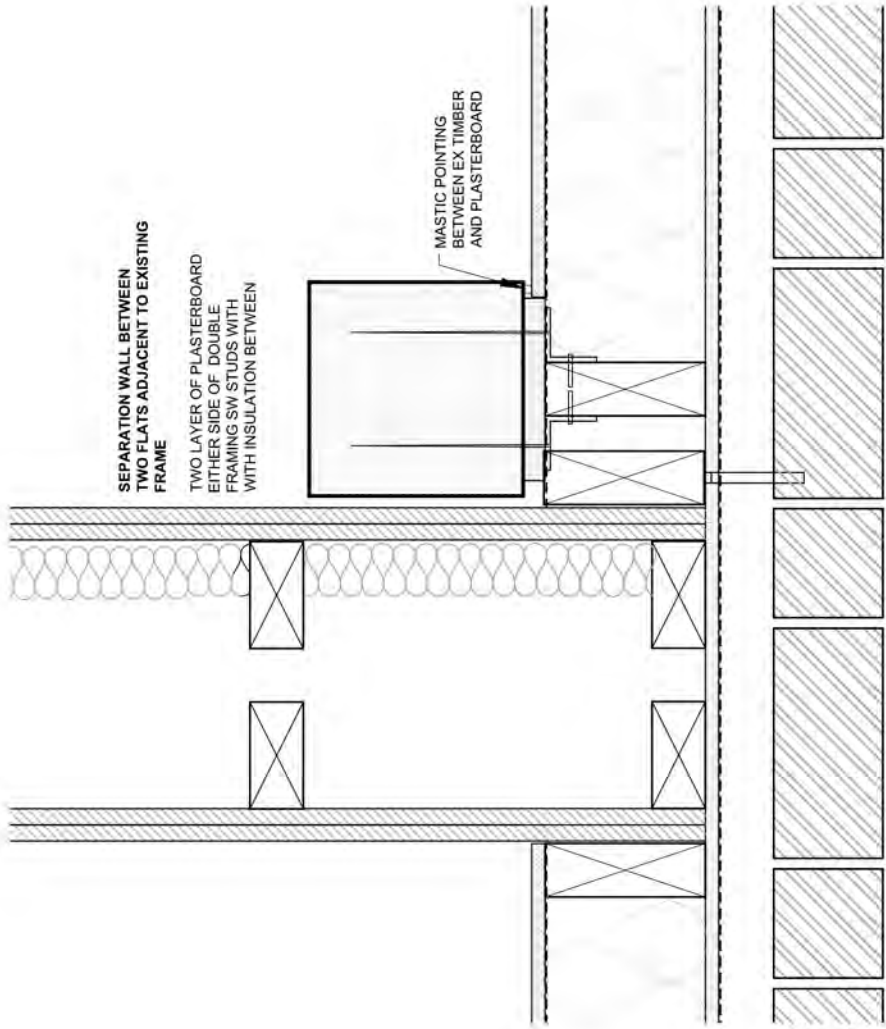 SEPARATION WALL BETWEEN
TWO FLATS ADJACENT TO EXISTING
FRAME
TWO LAYER OF PLASTERBOARD
EITHER SIDE OF DOUBLE
FRAMING SW STUDS WITH
WITH INSULATION BETWEEN
MASTIC POINTING
BETWEEN EX TIMBER
AND PLASTERBOARD